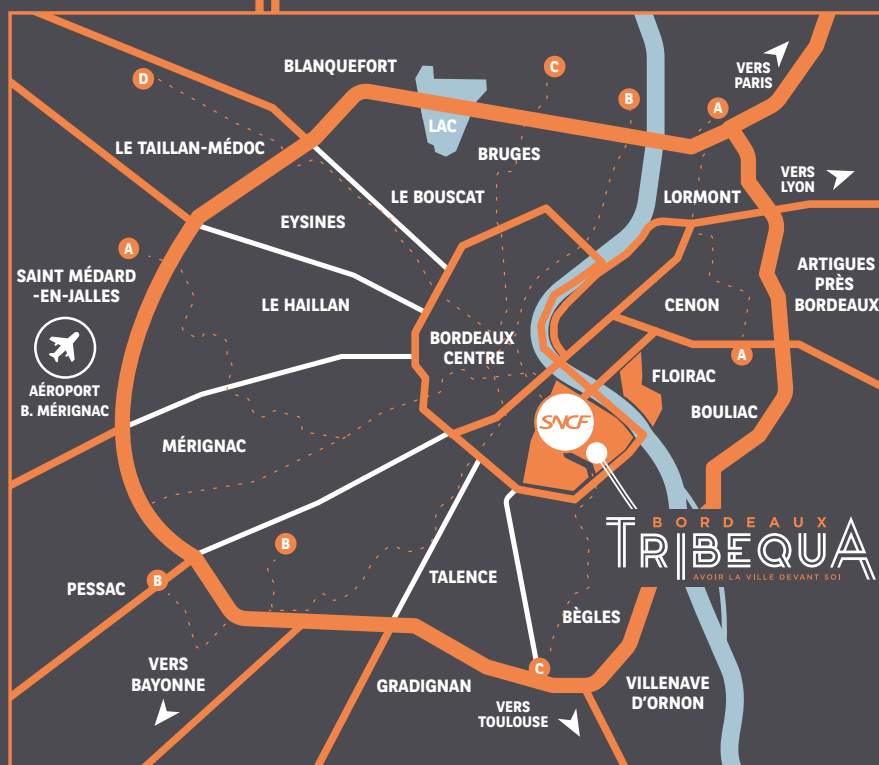 BLANQUEFORT
C
VERS
PARIS
D
B
A
LAC
LE TAILLAN-MÉDOC
BRUGES
VERS
LYON
LE BOUSCAT
LORMONT
EYSINES
A
SAINT MÉDARD
-EN-JALLES
ARTIGUES
PRÈS
BORDEAUX
LE HAILLAN
CENON
BORDEAUX
CENTRE
A
FLOIRAC
AÉROPORT
B. MÉRIGNAC
BOULIAC
SNCF
MÉRIGNAC
BORDEAUX
TRIBEQUA
AVOIR LA VILLE DEVANT SOI
B
TALENCE
B
PESSAC
BÈGLES
VERS
BAYONNE
C
GRADIGNAN
VILLENAVE
D'ORNON
VERS
TOULOUSE